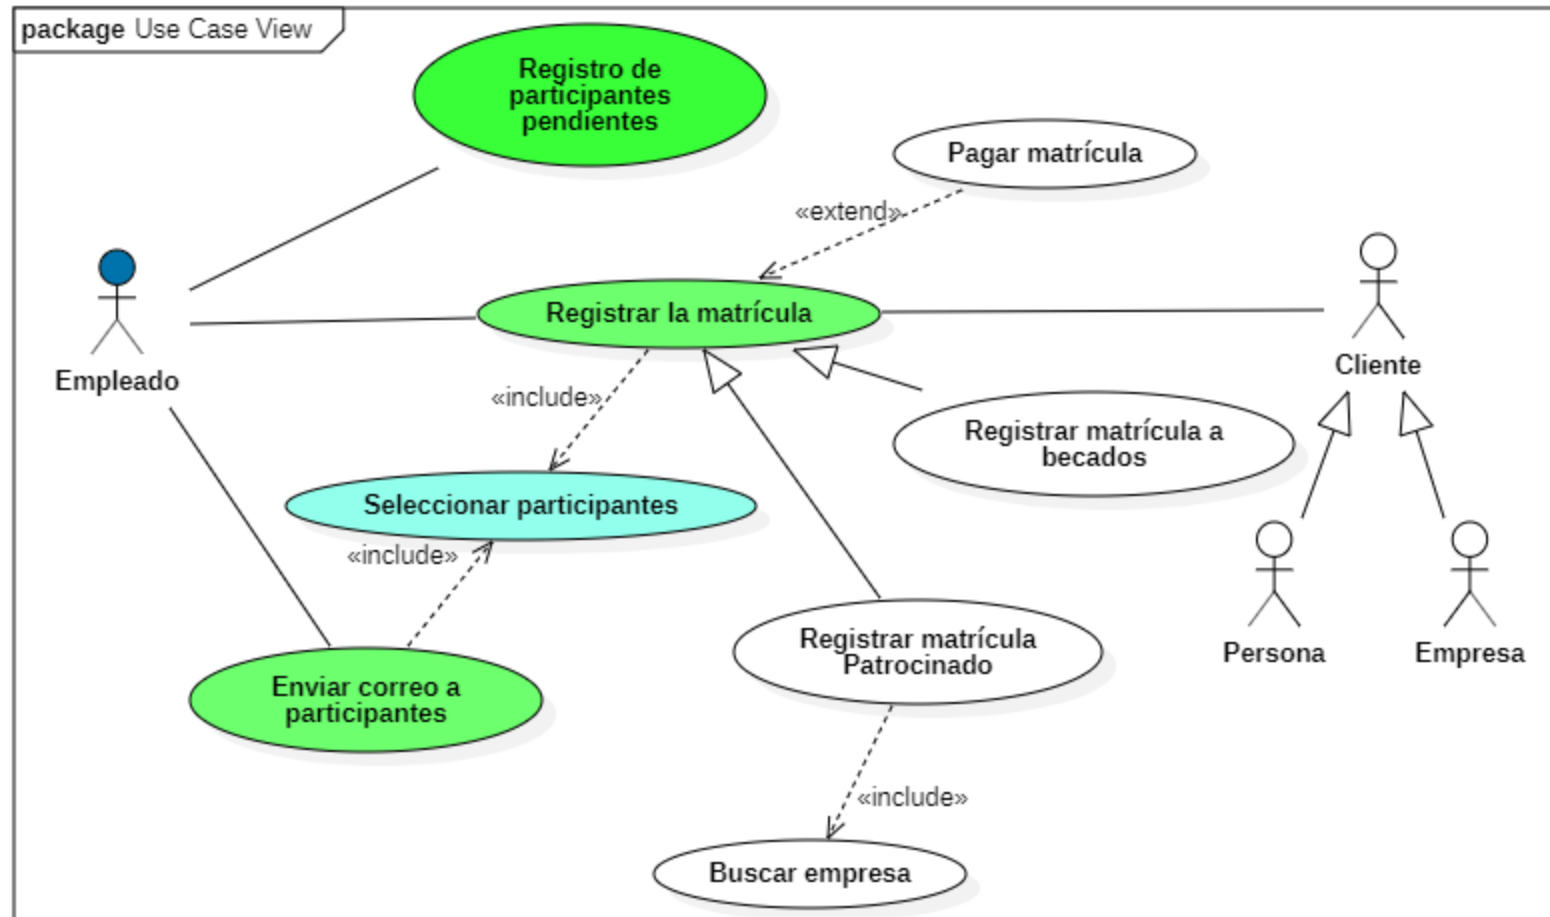 package Use Case View
Registro de
participantes
pendientes
Pagar matrícula
«extend»
Registrar la matrícula
Empleado
Cliente
«include»
Registrar matrícula a
becados
Seleccionar participantes
«include»
Registrar matrícula
Patrocinado
Persona
Empresa
Enviar correo a
participantes
«include»
Buscar empresa